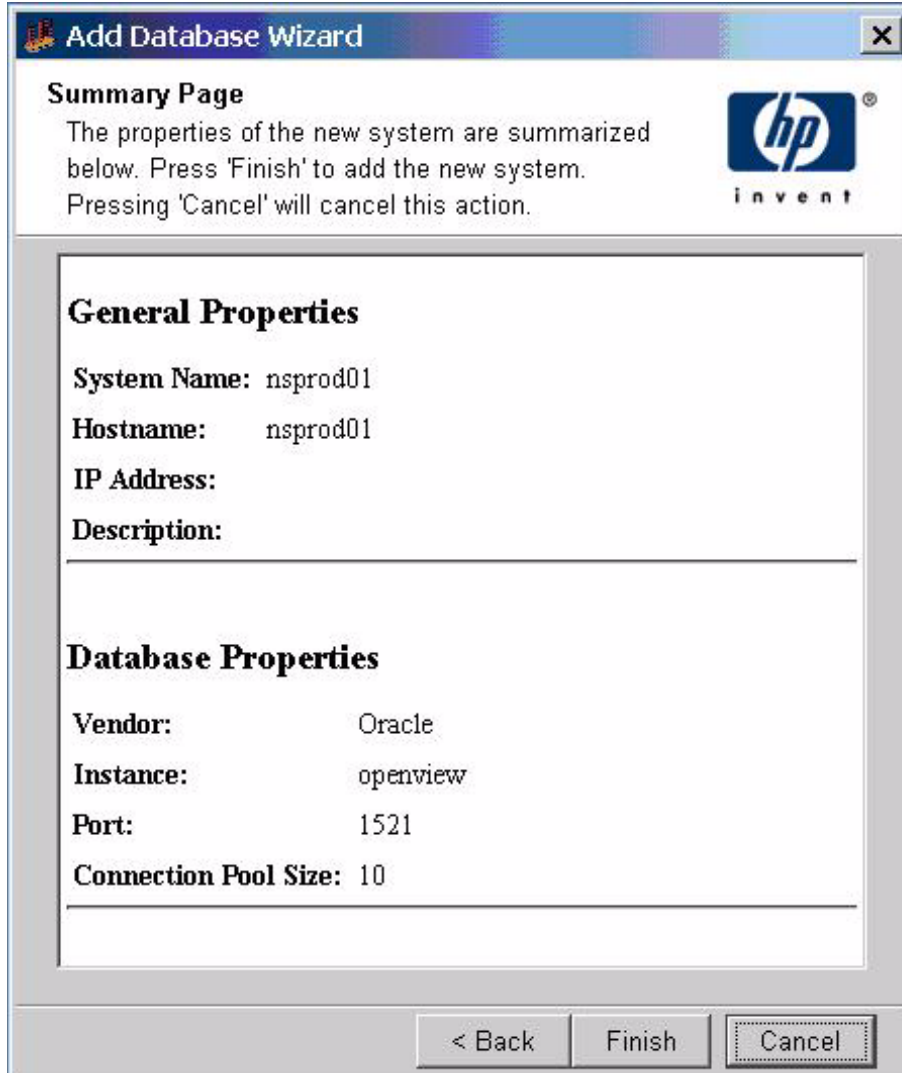 Add Database Wizard
Summary Page
The properties of the new system are summarized
below. Press 'Finish' to add the new system.
Pressing 'Cancel' will cancel this action.
hp ®
invent
General Properties
System Name: nsprod01
Hostname: nsprod01
IP Address:
Description:
Database Properties
Vendor: Oracle
Instance: openview
Port: 1521
Connection Pool Size: 10
< Back Finish Cancel